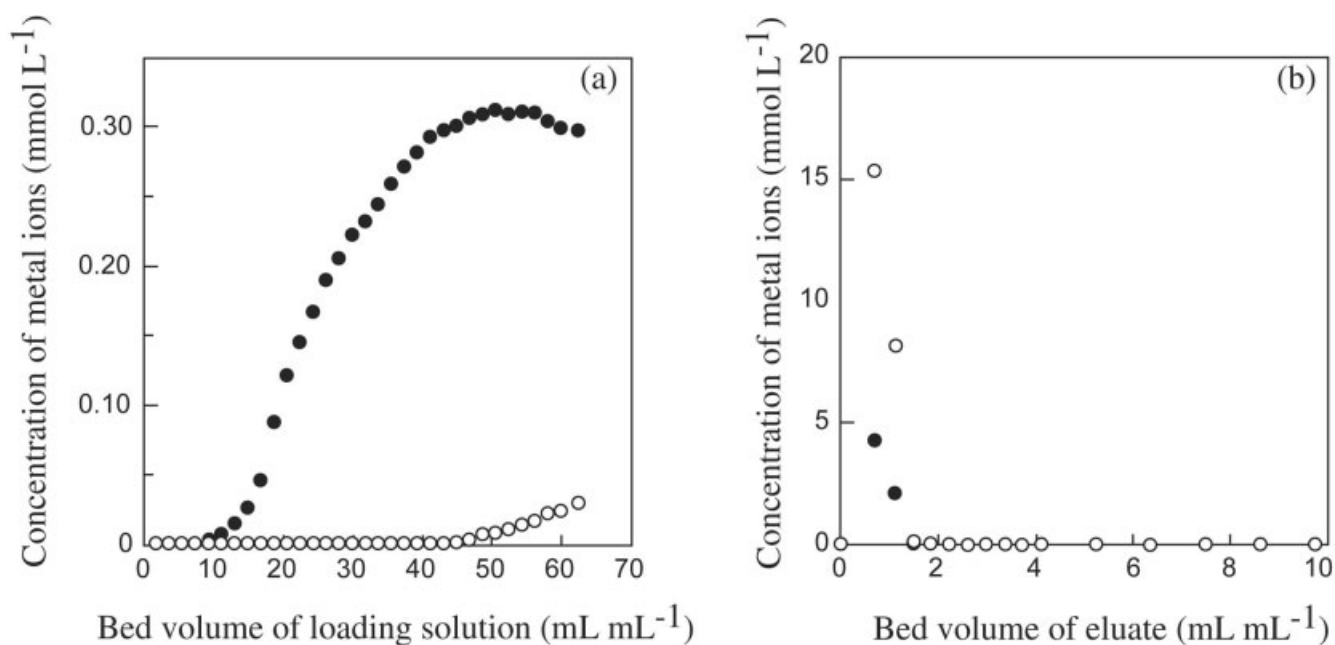 (a)
Concentration of metal ions (mmol L-1)
0.30
0.20
0.10
0
0 10 20 30 40 50 60 70
Bed volume of loading solution (mL mL-1)
(b)
Concentration of metal ions (mmol L-1)
20
15
10
5
0
0 2 4 6 8 10
Bed volume of eluate (mL mL-1)